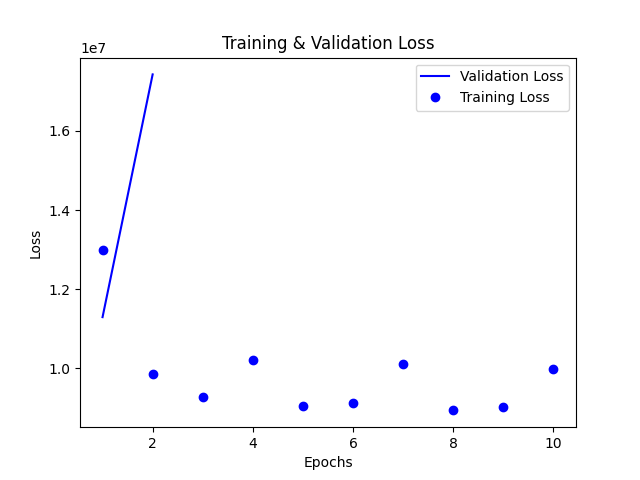 Training & Validation Loss
1e7
Validation Loss
Training Loss
1.6
1.4
1.2
1.0
Loss
2 4 6 8 10
Epochs